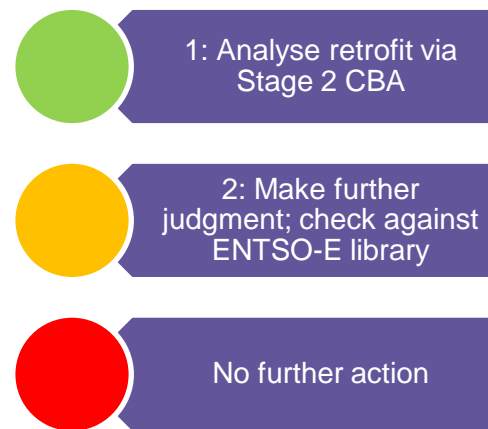 1: Analyse retrofit via
Stage 2 CBA
2: Make further
judgment; check against
ENTSO-E library
No further action